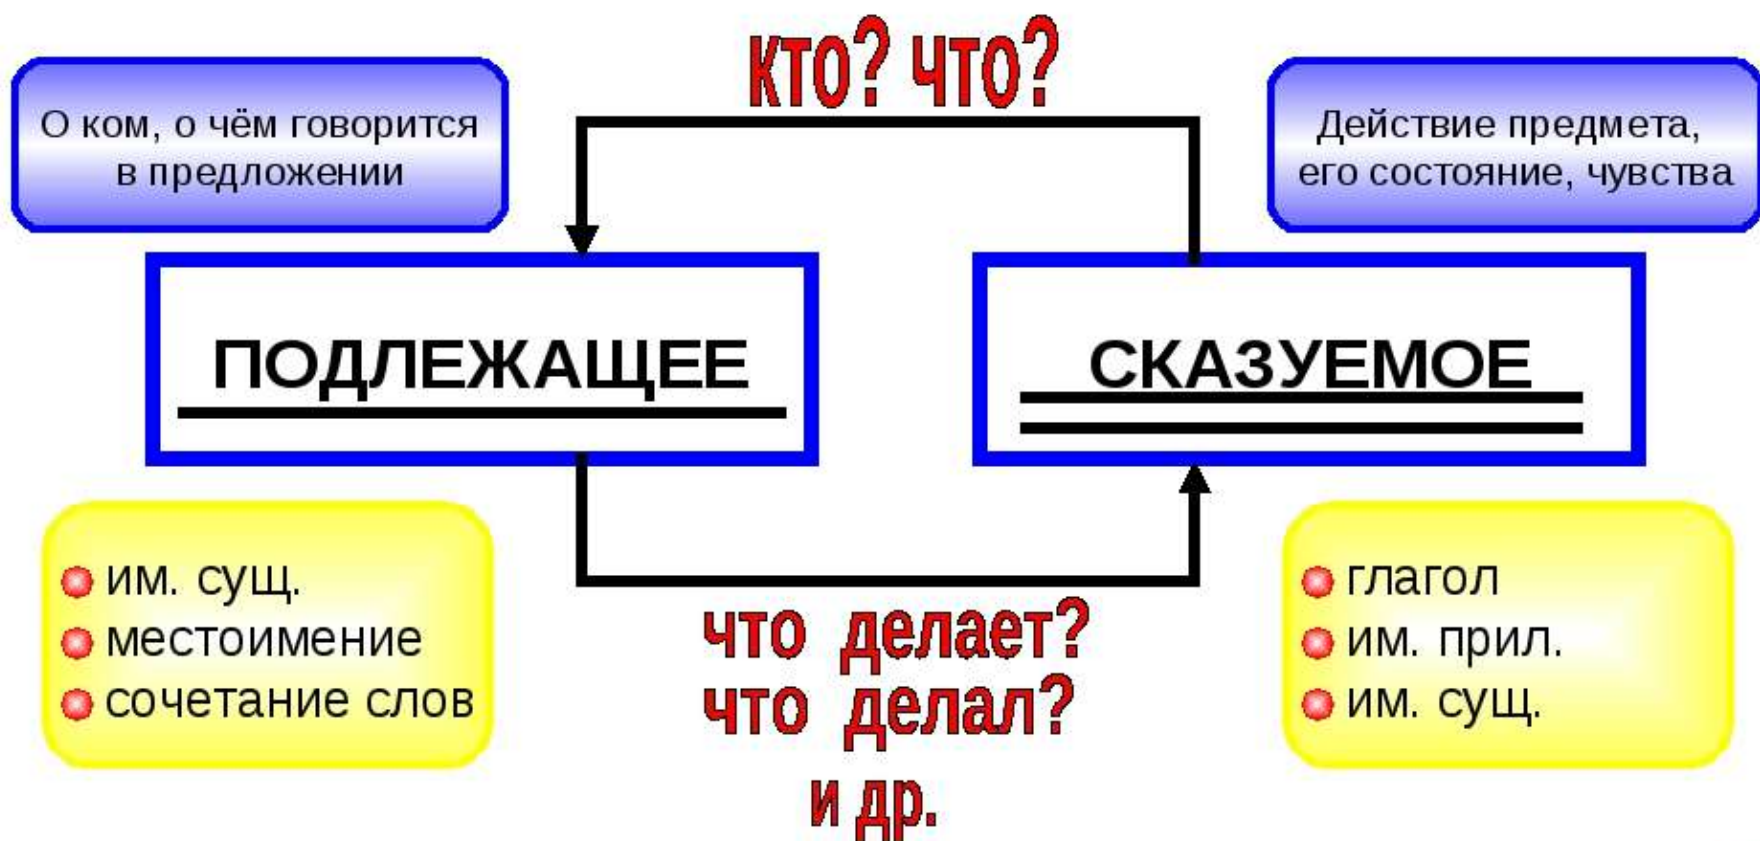 кто? что?
О ком, о чём говорится
в предложении
Действие предмета,
его состояние, чувства
ПОДЛЕЖАЩЕЕ
СКАЗУЕМОЕ
им. сущ.
местоимение
сочетание слов
что делает?
что делал?
и др.
глагол
им. прил.
им. сущ.